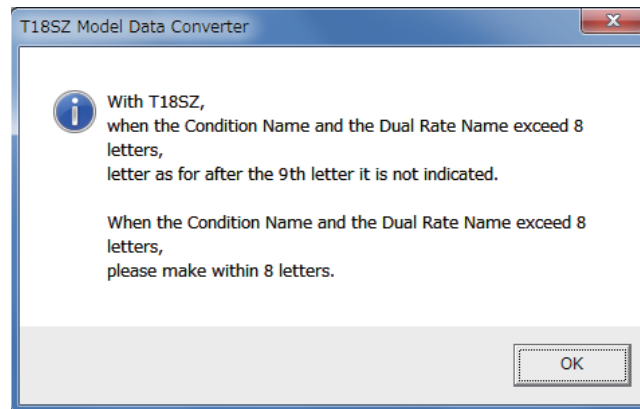 T18SZ Model Data Converter
With T18SZ,
when the Condition Name and the Dual Rate Name exceed 8
letters,
letter as for after the 9th letter it is not indicated.
When the Condition Name and the Dual Rate Name exceed 8
letters,
please make within 8 letters.
OK